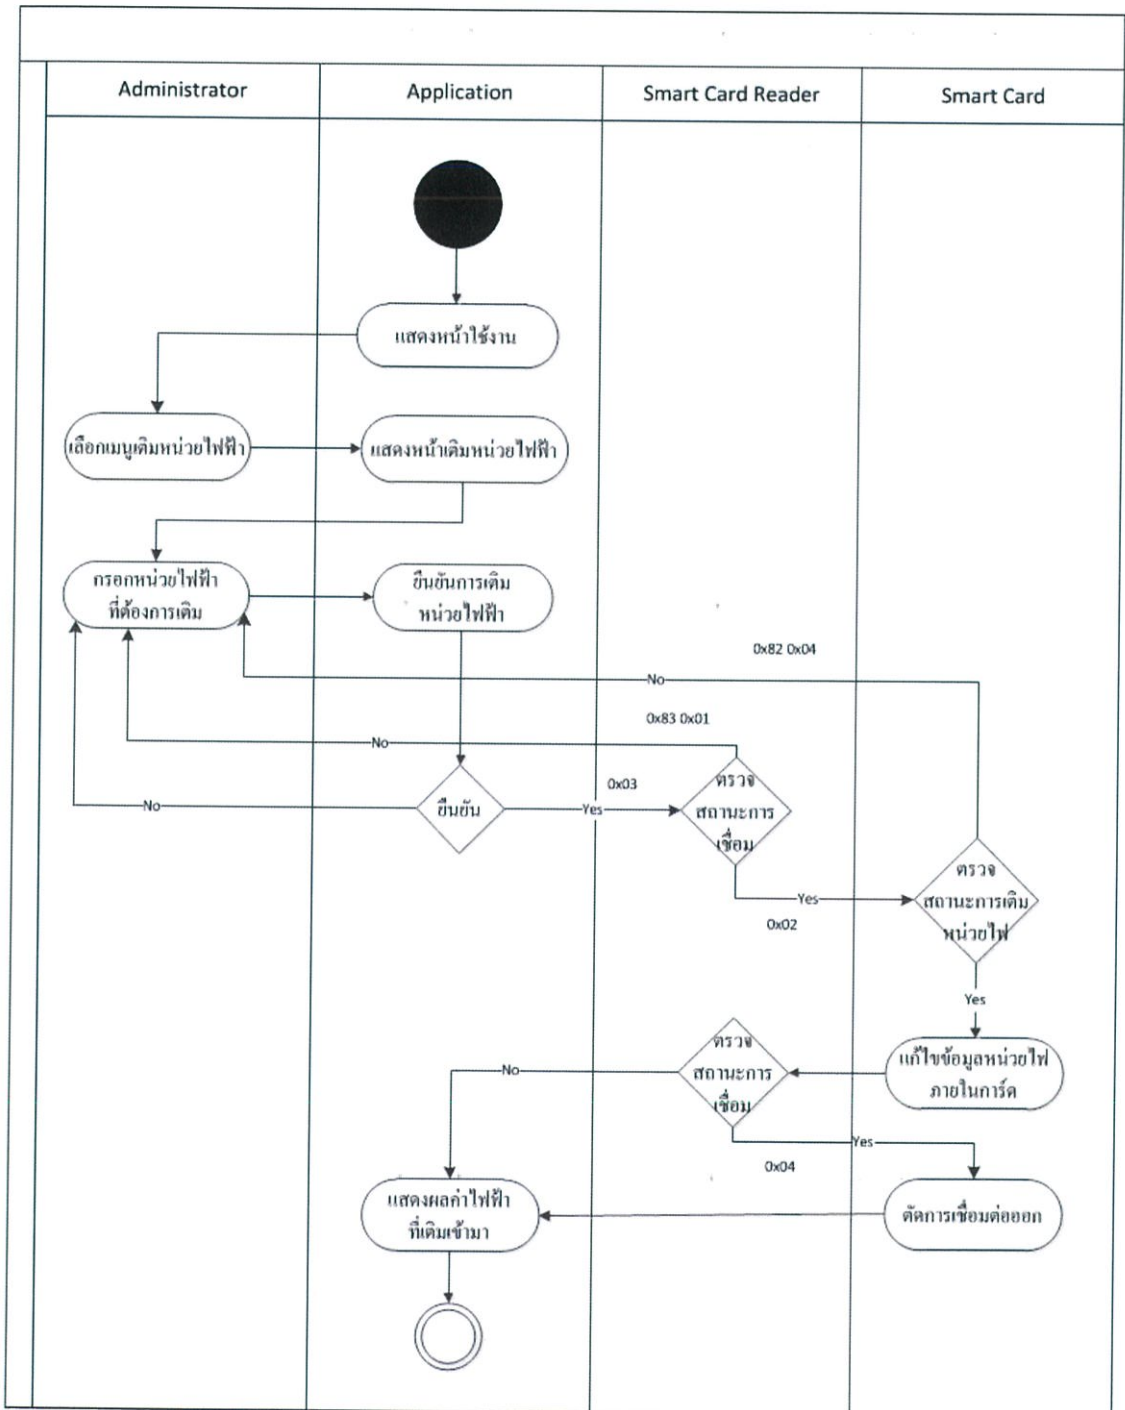 Administrator
Application
Smart Card Reader
Smart Card
แสดงหน้าใช้งาน
เลือกเมนูเติมหน่วยไฟฟ้า
แสดงหน้าเติมหน่วยไฟฟ้า
กรอกหน่วยไฟฟ้า
ที่ต้องการเติม
ยืนยันการเติม
หน่วยไฟฟ้า
0x82 0x04
No
0x83 0x01
No
ตรวจ
สถานะการ
เชื่อม
0x03
No
ยืนยัน
Yes
ตรวจ
สถานะการเติม
หน่วยไฟ
Yes
0x02
Yes
ตรวจ
สถานะการ
เชื่อม
แก้ไขข้อมูลหน่วยไฟ
ภายในการ์ด
No
Yes
0x04
แสดงผลค่าไฟฟ้า
ที่เติมเข้ามา
ตัดการเชื่อมต่อออก